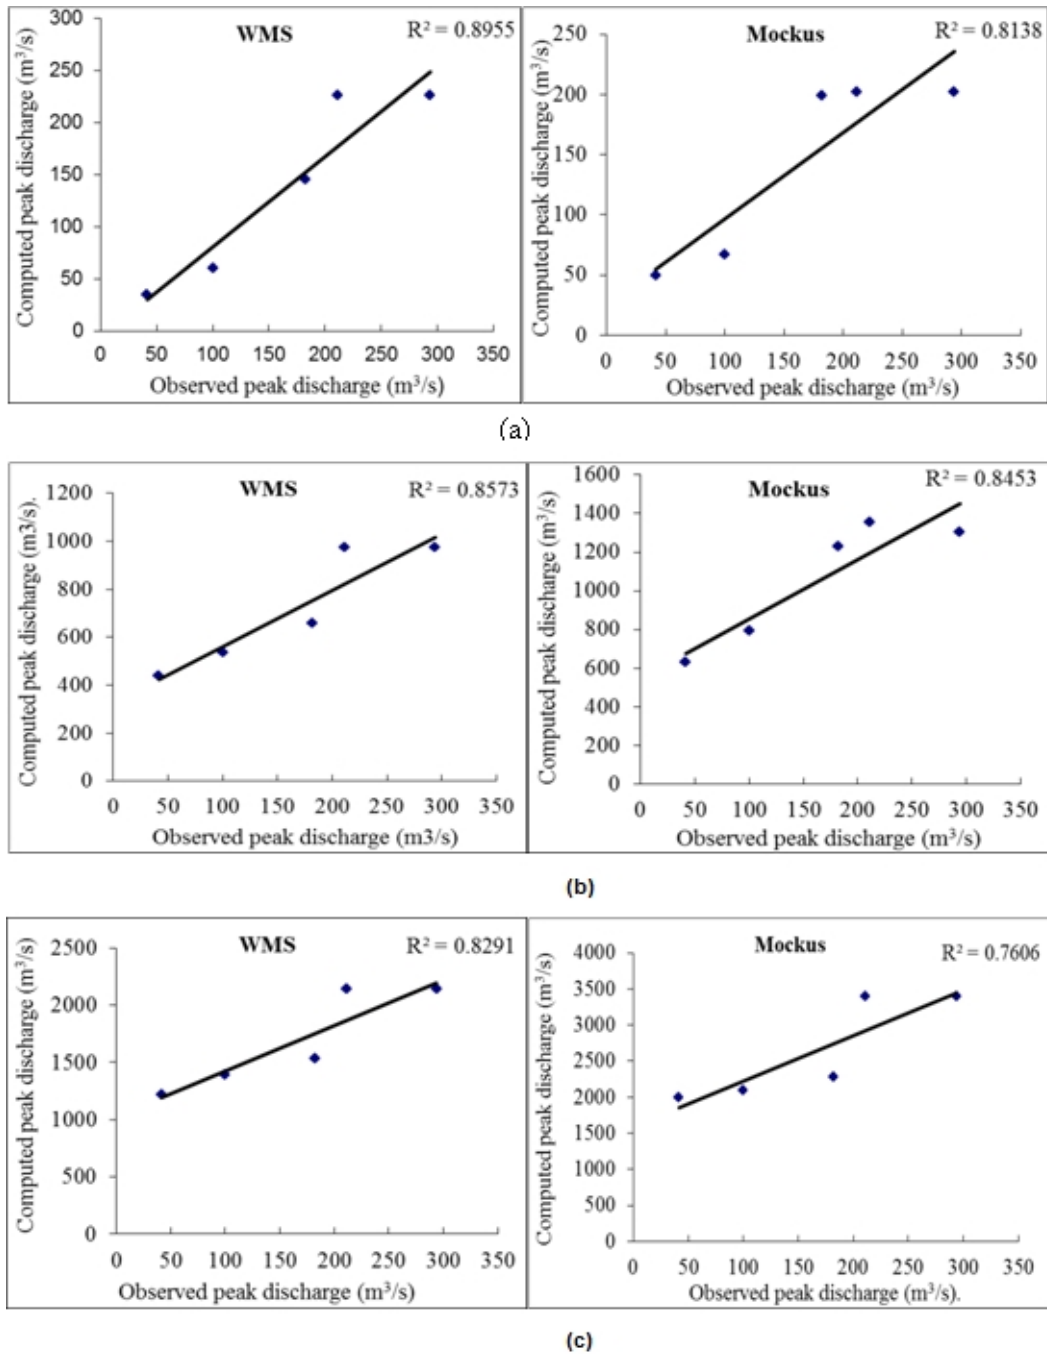 WMS
R² = 0.8955
Computed peak discharge (m³/s)
300
250
200
150
100
50
0
0 50 100 150 200 250 300 350
Observed peak discharge (m³/s)
Mockus
R² = 0.8138
Computed peak discharge (m³/s)
250
200
150
100
50
0
0 50 100 150 200 250 300 350
Observed peak discharge (m³/s)
(a)
WMS
R² = 0.8573
Computed peak discharge (m3/s).
1200
1000
800
600
400
200
0
0 50 100 150 200 250 300 350
Observed peak discharge (m3/s)
Mockus
R² = 0.8453
Computed peak discharge (m³/s)
1600
1400
1200
1000
800
600
400
200
0
0 50 100 150 200 250 300 350
Observed peak discharge (m³/s)
(b)
WMS
R² = 0.8291
Computed peak discharge (m³/s)
2500
2000
1500
1000
500
0
0 50 100 150 200 250 300 350
Observed peak discharge (m³/s)
Mockus
R² = 0.7606
Computed peak discharge (m³/s)
4000
3500
3000
2500
2000
1500
1000
500
0
0 50 100 150 200 250 300 350
Observed peak discharge (m³/s).
(c)